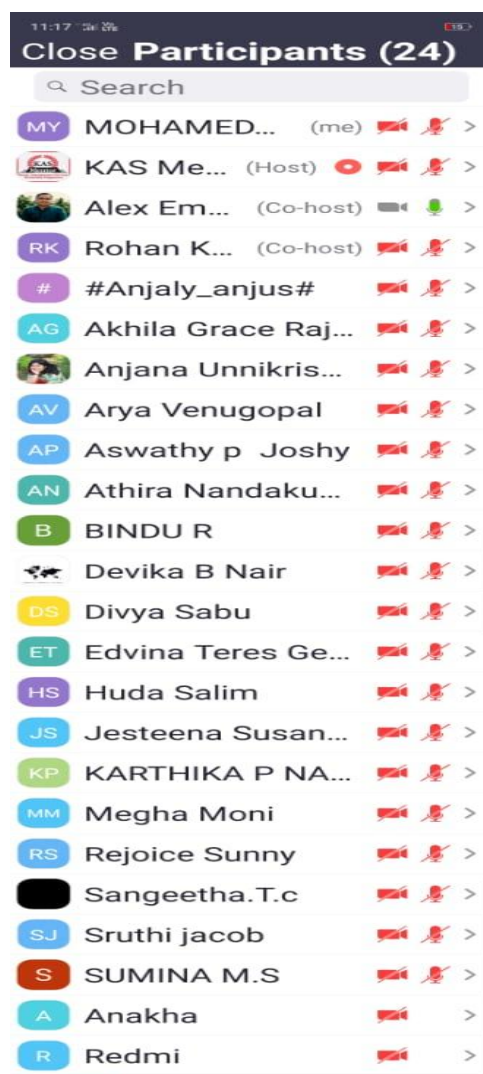 11:17
Close Participants (24)
Search
MY MOHAMED... (me)
KAS Me... (Host)
Alex Em... (Co-host)
RK Rohan K... (Co-host)
# #Anjaly_anjus#
AG Akhila Grace Raj...
Anjana Unnikris...
AV Arya Venugopal
AP Aswathy p Joshy
AN Athira Nandaku...
B BINDU R
Devika B Nair
DS Divya Sabu
ET Edvina Teres Ge...
HS Huda Salim
JS Jesteena Susan...
KP KARTHIKA P NA...
MM Megha Moni
RS Rejoice Sunny
Sangeetha.T.c
SJ Sruthi jacob
S SUMINA M.S
A Anakha
R Redmi